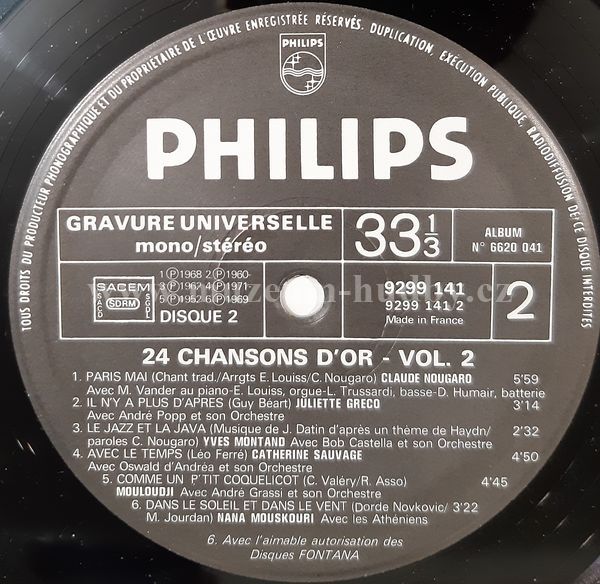 TOUS DROITS DU PRODUCTEUR PHONOGRAPHIQUE ET DU PROPRIETAIRE DE L'ŒUVRE ENREGISTRÉE RÉSERVÉS. DUPLICATION, EXÉCUTION PUBLIQUE, RADIODIFFUSION DE CE DISQUE INTERDITES
PHILIPS
PHILIPS
GRAVURE UNIVERSELLE
mono/stéréo
33 1/3
ALBUM
N° 6620 041
SACEM
SACD
SDRM
SGDL
1 Ⓟ 1968 2 Ⓟ 1960-
3 Ⓟ 1962 4 Ⓟ 1971-
5 Ⓟ 1952 6 Ⓟ 1969
DISQUE 2
9299 141
9299 141/2
Made in France
2
24 CHANSONS D'OR - VOL. 2
1. PARIS MAI (Chant trad./Arrgts E. Louiss/C. Nougaro) CLAUDE NOUGARO 5'59
Avec M. Vander au piano-E. Louiss, orgue-L. Trussardi, basse-D. Humair, batterie
2. IL N'Y A PLUS D'APRES (Guy Béart) JULIETTE GRECO 3'14
Avec André Popp et son Orchestre
3. LE JAZZ ET LA JAVA (Musique de J. Datin d'après un thème de Haydn/ 2'32
paroles C. Nougaro) YVES MONTAND Avec Bob Castella et son orchestre
4. AVEC LE TEMPS (Léo Ferré) CATHERINE SAUVAGE 4'50
Avec Oswald d'Andréa et son Orchestre
5. COMME UN P'TIT COQUELICOT (C. Valéry/R. Asso) 4'45
MOULOUDJI Avec André Grassi et son Orchestre
6. DANS LE SOLEIL ET DANS LE VENT (Dorde Novkovic/ 3'22
M. Jourdan) NANA MOUSKOURI Avec les Athéniens
6. Avec l'aimable autorisation des
Disques FONTANA